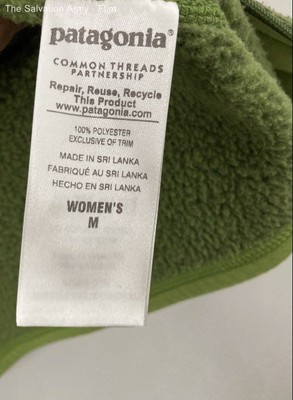 The Salvation Army - Flint
patagonia®
COMMON THREADS
PARTNERSHIP
Repair, Reuse, Recycle
This Product
www.patagonia.com
100% POLYESTER
EXCLUSIVE OF TRIM
MADE IN SRI LANKA
FABRIQUÉ AU SRI LANKA
HECHO EN SRI LANKA
WOMEN'S
M